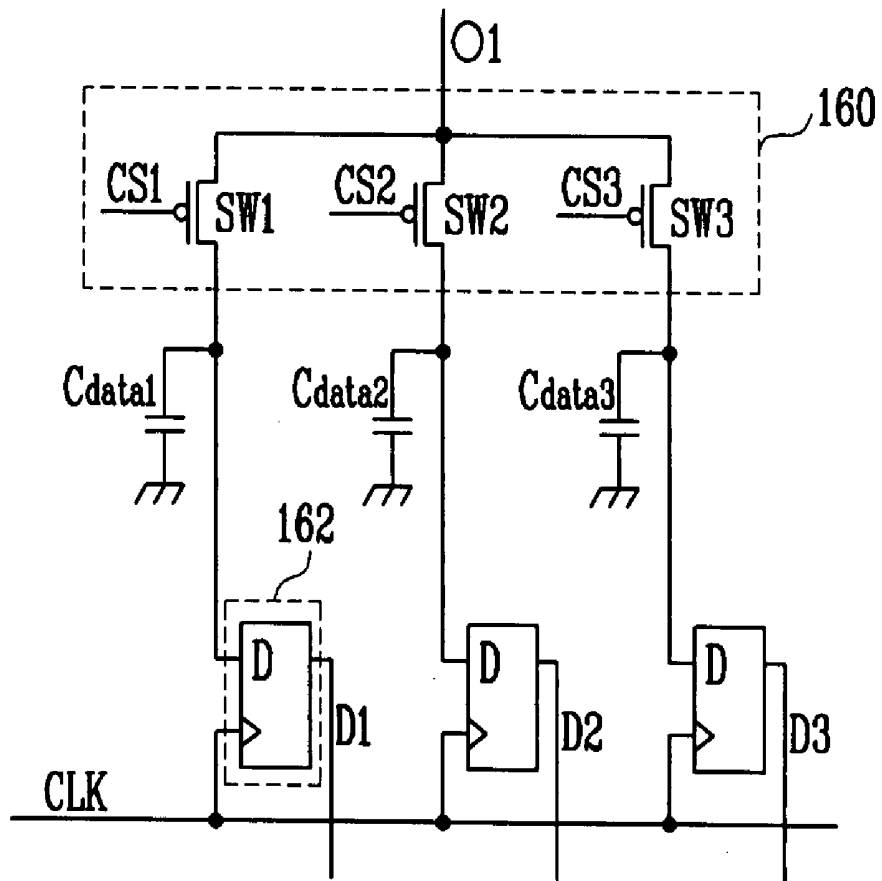 O1
160
CS1
SW1
CS2
SW2
CS3
SW3
Cdata1
Cdata2
Cdata3
162
D
D1
D
D2
D
D3
CLK